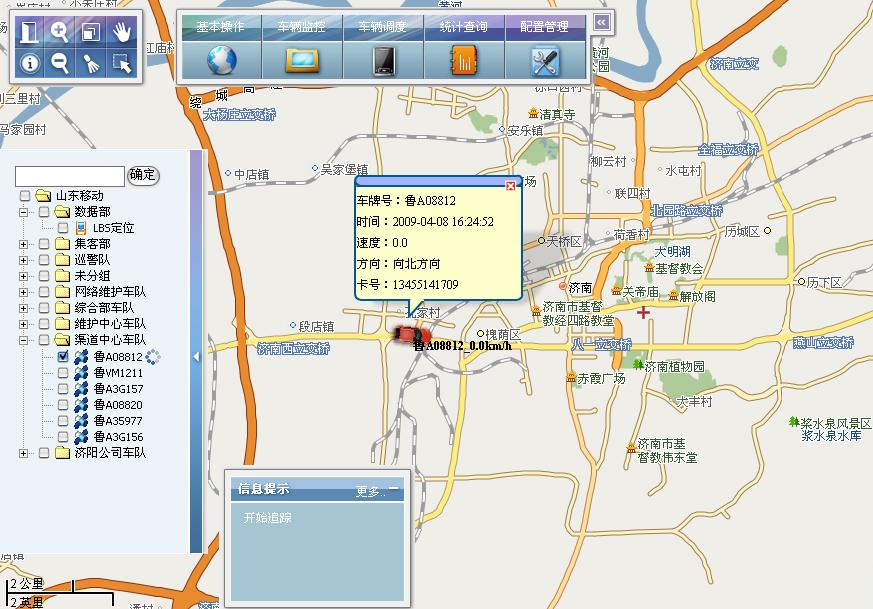 基本操作 车辆监控 车辆调度 统计查询 配置管理
黄河
济南立交
绕 城 高
大杨庄立交桥
清真寺
安乐镇
全福立交桥
马家园村
柳云村
水屯村
确定
中店镇
吴家堡镇
联四村
北园路立交桥
山东移动
数据部
LBS定位
集客部
巡警队
未分组
网络维护车队
综合部车队
维护中心车队
渠道中心车队
鲁A08812
鲁VM1211
鲁A3G157
鲁A08820
鲁A35977
鲁A3G156
济阳公司车队
车牌号：鲁A08812
时间：2009-04-08 16:24:52
速度：0.0
方向：向北方向
卡号：13455141709
天桥区
荷香村
历城区
大明湖
基督教会
济南
关帝庙
解放阁
历下区
济南市基督
教经四路教堂
段店镇
槐荫区
鲁A08812_0.0km/h
济南西立交桥
八一立交桥
燕山立交桥
赤霞广场
济南植物园
大丰村
浆水泉风景区
浆水泉水库
济南市基
督教伟东堂
信息提示 更多..
开始追踪
2 公里
2 英里